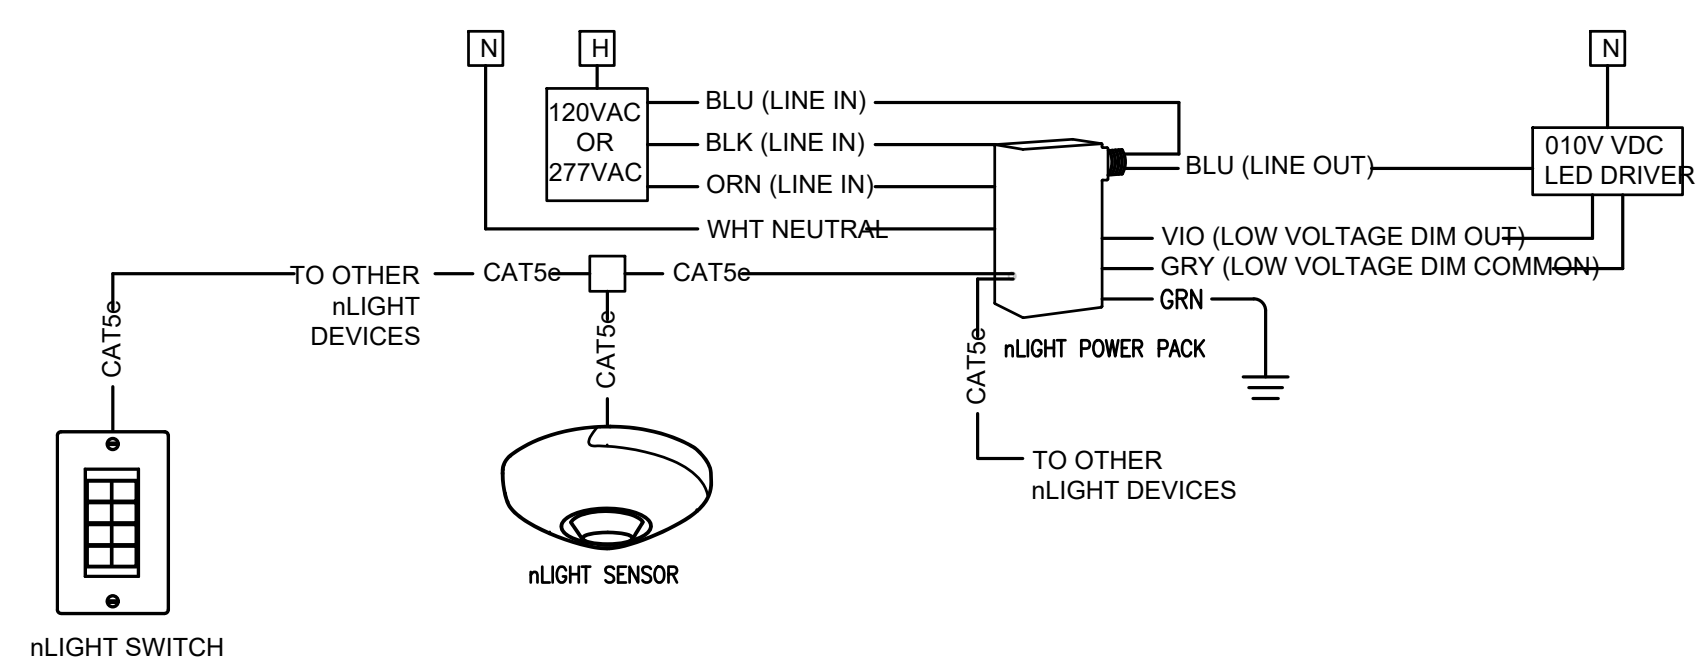 N
H
N
120VAC
OR
277VAC
BLU (LINE IN)
BLK (LINE IN)
ORN (LINE IN)
WHT NEUTRAL
BLU (LINE OUT)
010V VDC
LED DRIVER
VIO (LOW VOLTAGE DIM OUT)
GRY (LOW VOLTAGE DIM COMMON)
GRN
nLIGHT POWER PACK
TO OTHER
nLIGHT
DEVICES
CAT5e
CAT5e
CAT5e
CAT5e
CAT5e
TO OTHER
nLIGHT DEVICES
nLIGHT SENSOR
nLIGHT SWITCH